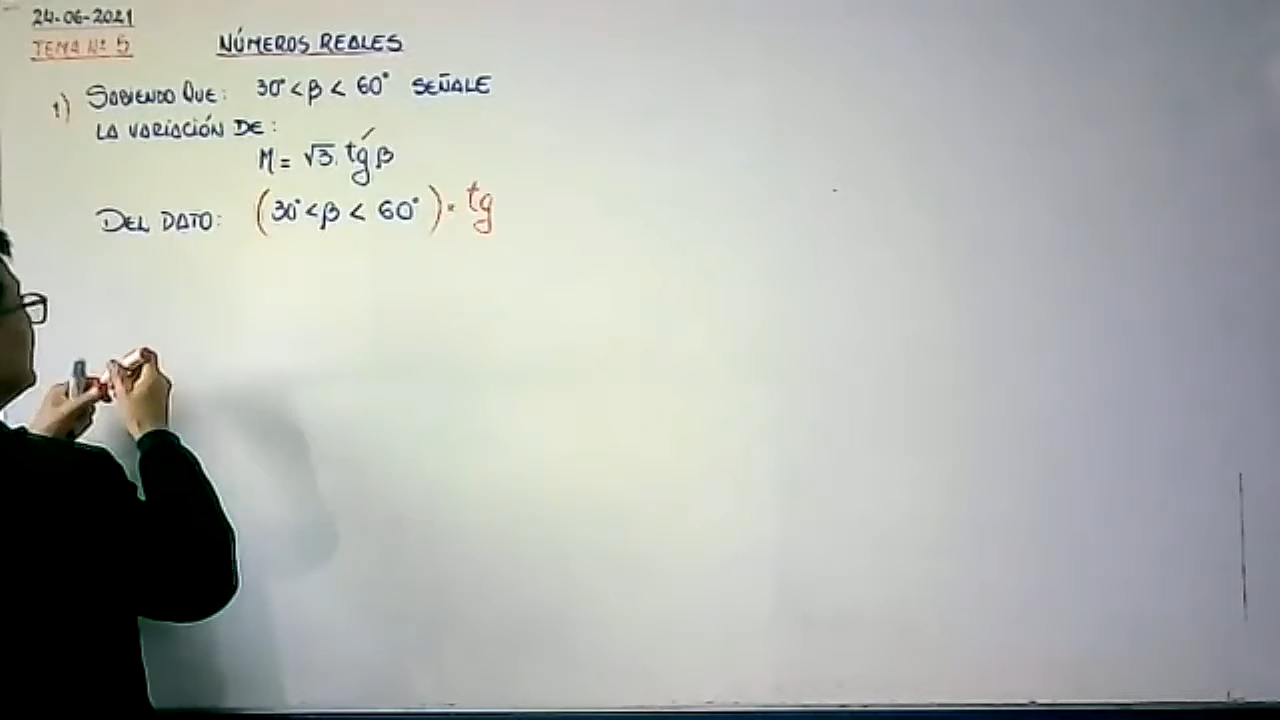 24-06-2021
TEMA Nº 5 NÚMEROS REALES
1) SABIENDO QUE: 30° < β < 60° SEÑALE
LA VARIACIÓN DE:
M = √3 . tg β
DEL DATO: (30° < β < 60°) · tg